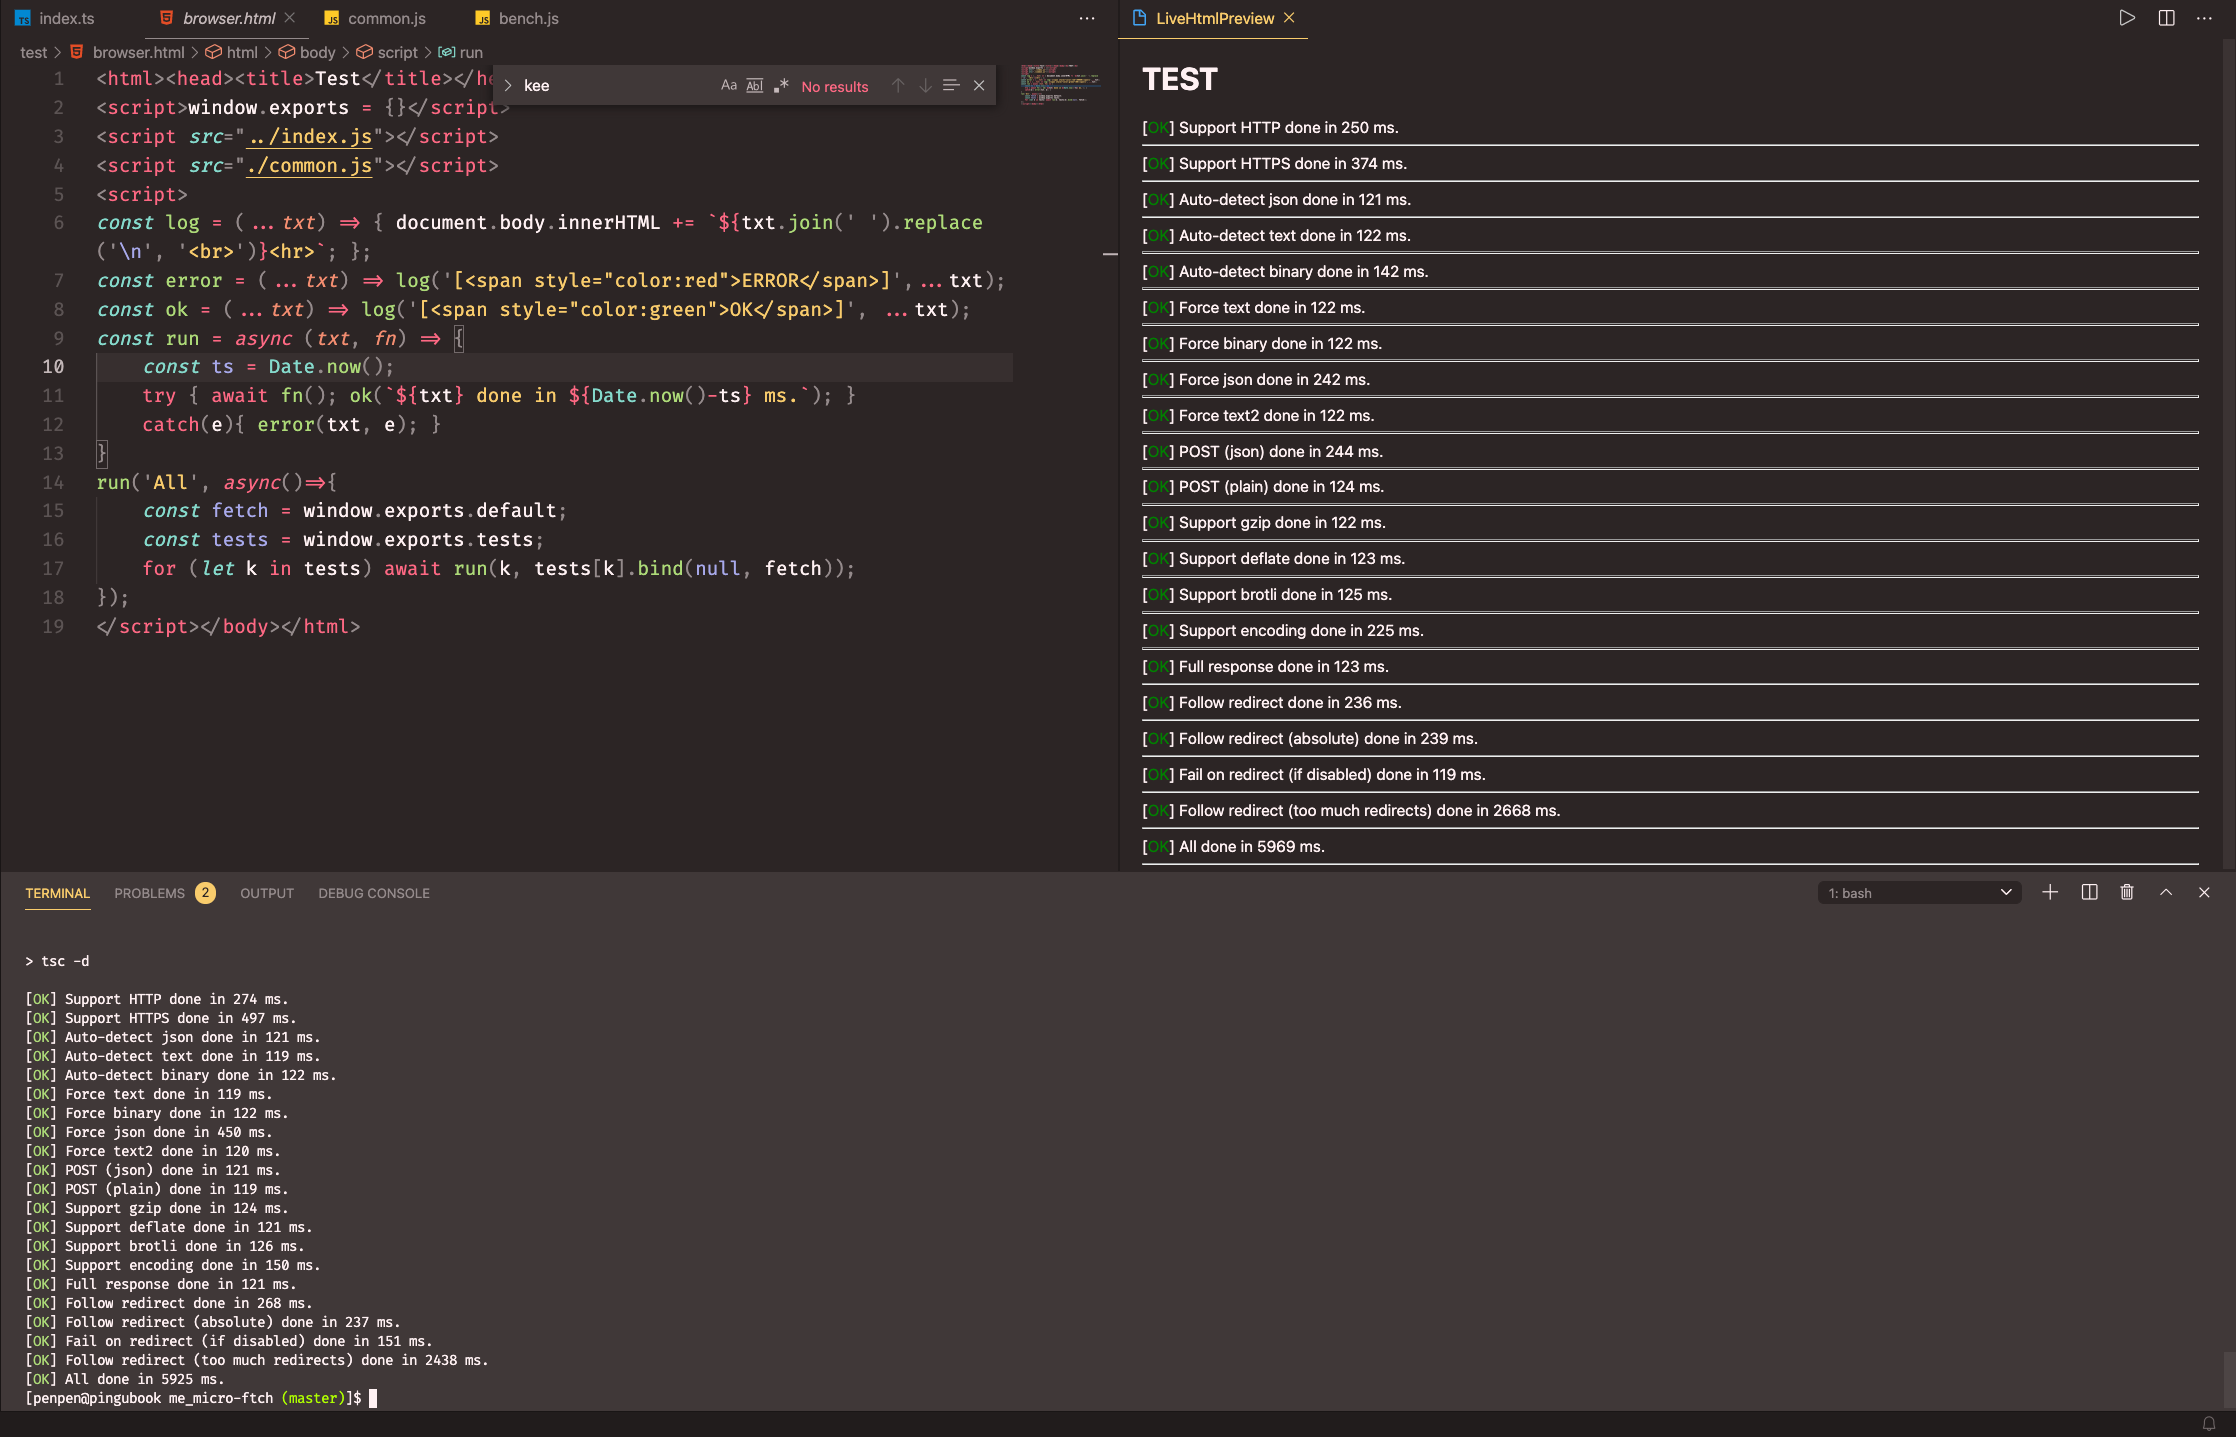 index.ts
browser.html
common.js
bench.js
test > browser.html > html > body > script > run
kee
Aa Abl .* No results
1 <html><head><title>Test</title></he
2 <script>window.exports = {}</script>
3 <script src="../index.js"></script>
4 <script src="./common.js"></script>
5 <script>
6 const log = (...txt) => { document.body.innerHTML += `${txt.join(' ').replace
('\n', '<br>')}<hr>`; };
7 const error = (...txt) => log('[<span style="color:red">ERROR</span>]',...txt);
8 const ok = (...txt) => log('[<span style="color:green">OK</span>]', ...txt);
9 const run = async (txt, fn) => {
10 const ts = Date.now();
11 try { await fn(); ok(`${txt} done in ${Date.now()-ts} ms.`); }
12 catch(e){ error(txt, e); }
13 }
14 run('All', async()=>{
15 const fetch = window.exports.default;
16 const tests = window.exports.tests;
17 for (let k in tests) await run(k, tests[k].bind(null, fetch));
18 });
19 </script></body></html>
LiveHtmlPreview
TEST
[OK] Support HTTP done in 250 ms.
[OK] Support HTTPS done in 374 ms.
[OK] Auto-detect json done in 121 ms.
[OK] Auto-detect text done in 122 ms.
[OK] Auto-detect binary done in 142 ms.
[OK] Force text done in 122 ms.
[OK] Force binary done in 122 ms.
[OK] Force json done in 242 ms.
[OK] Force text2 done in 122 ms.
[OK] POST (json) done in 244 ms.
[OK] POST (plain) done in 124 ms.
[OK] Support gzip done in 122 ms.
[OK] Support deflate done in 123 ms.
[OK] Support brotli done in 125 ms.
[OK] Support encoding done in 225 ms.
[OK] Full response done in 123 ms.
[OK] Follow redirect done in 236 ms.
[OK] Follow redirect (absolute) done in 239 ms.
[OK] Fail on redirect (if disabled) done in 119 ms.
[OK] Follow redirect (too much redirects) done in 2668 ms.
[OK] All done in 5969 ms.
TERMINAL PROBLEMS 2 OUTPUT DEBUG CONSOLE
1: bash
> tsc -d
[OK] Support HTTP done in 274 ms.
[OK] Support HTTPS done in 497 ms.
[OK] Auto-detect json done in 121 ms.
[OK] Auto-detect text done in 119 ms.
[OK] Auto-detect binary done in 122 ms.
[OK] Force text done in 119 ms.
[OK] Force binary done in 122 ms.
[OK] Force json done in 450 ms.
[OK] Force text2 done in 120 ms.
[OK] POST (json) done in 121 ms.
[OK] POST (plain) done in 119 ms.
[OK] Support gzip done in 124 ms.
[OK] Support deflate done in 121 ms.
[OK] Support brotli done in 126 ms.
[OK] Support encoding done in 150 ms.
[OK] Full response done in 121 ms.
[OK] Follow redirect done in 268 ms.
[OK] Follow redirect (absolute) done in 237 ms.
[OK] Fail on redirect (if disabled) done in 151 ms.
[OK] Follow redirect (too much redirects) done in 2438 ms.
[OK] All done in 5925 ms.
[penpen@pingubook me_micro-ftch (master)]$